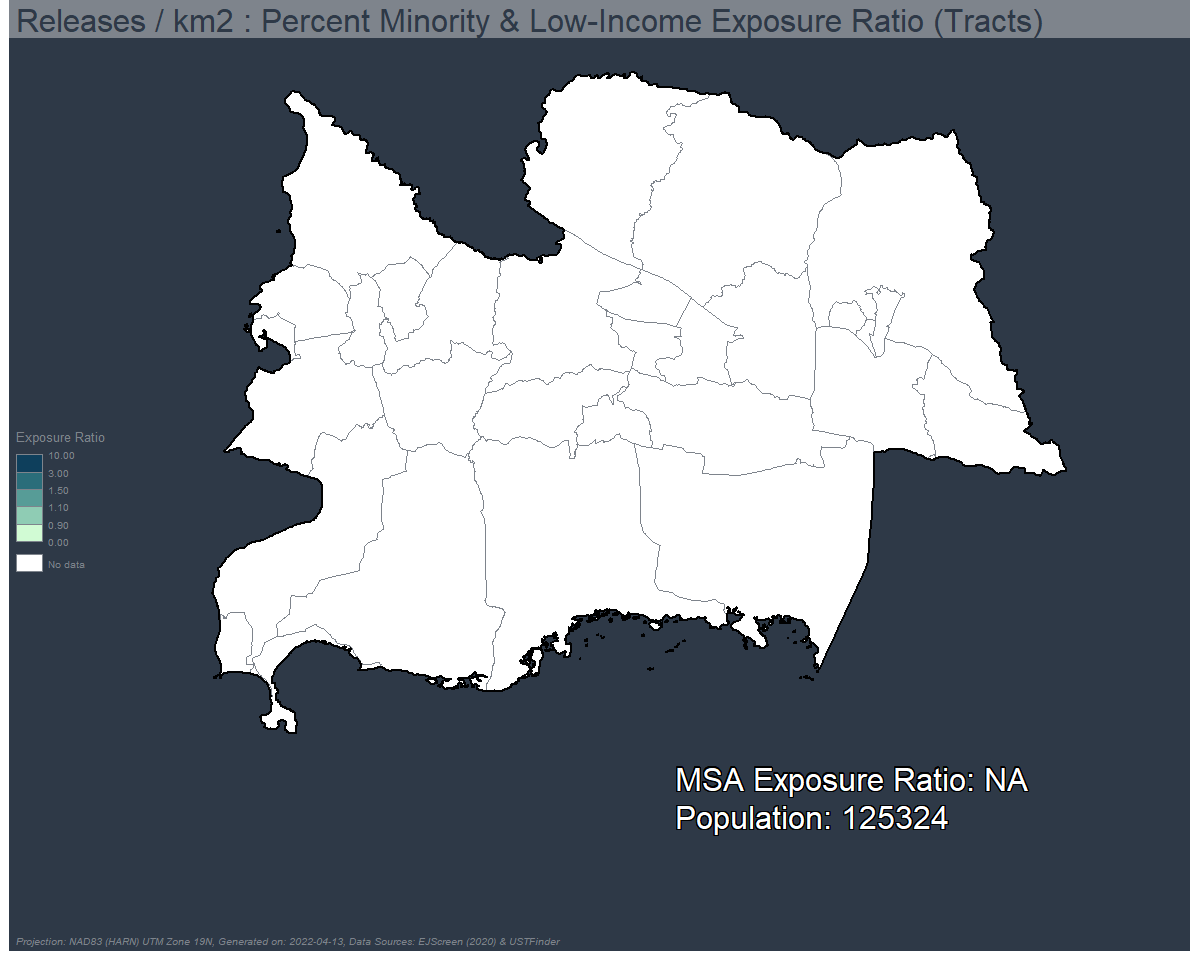 Releases / km2 : Percent Minority & Low-Income Exposure Ratio (Tracts)
Exposure Ratio
10.00
3.00
1.50
1.10
0.90
0.00
No data
MSA Exposure Ratio: NA
Population: 125324
Projection: NAD83 (HARN) UTM Zone 19N, Generated on: 2022-04-13, Data Sources: EJScreen (2020) & USTFinder